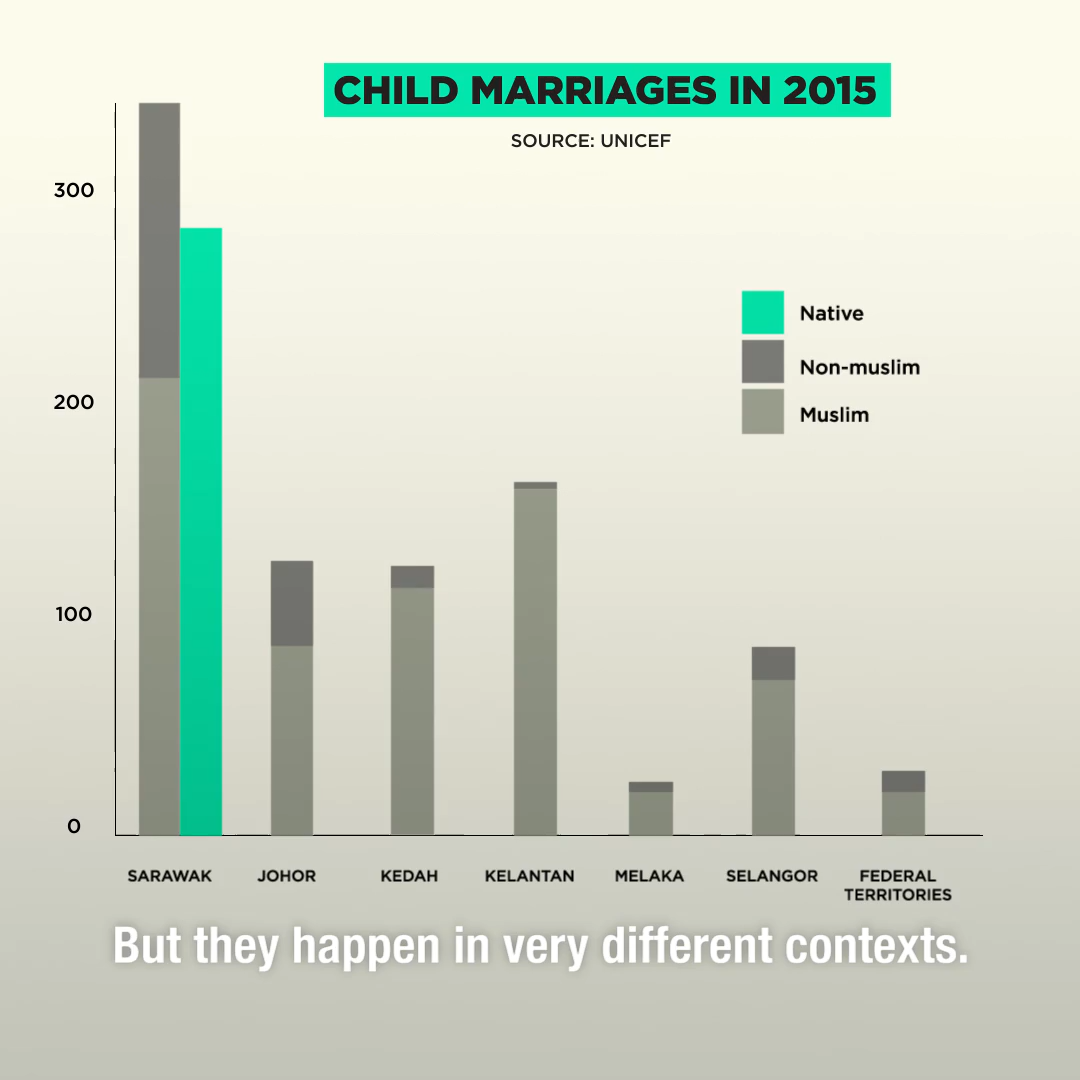 CHILD MARRIAGES IN 2015
SOURCE: UNICEF
300
200
100
0
Native
Non-muslim
Muslim
SARAWAK
JOHOR
KEDAH
KELANTAN
MELAKA
SELANGOR
FEDERAL
TERRITORIES
But they happen in very different contexts.